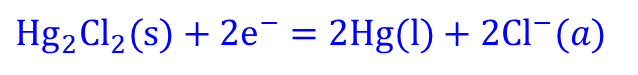 Hg₂Cl₂(s) + 2e⁻ = 2Hg(l) + 2Cl⁻(a)